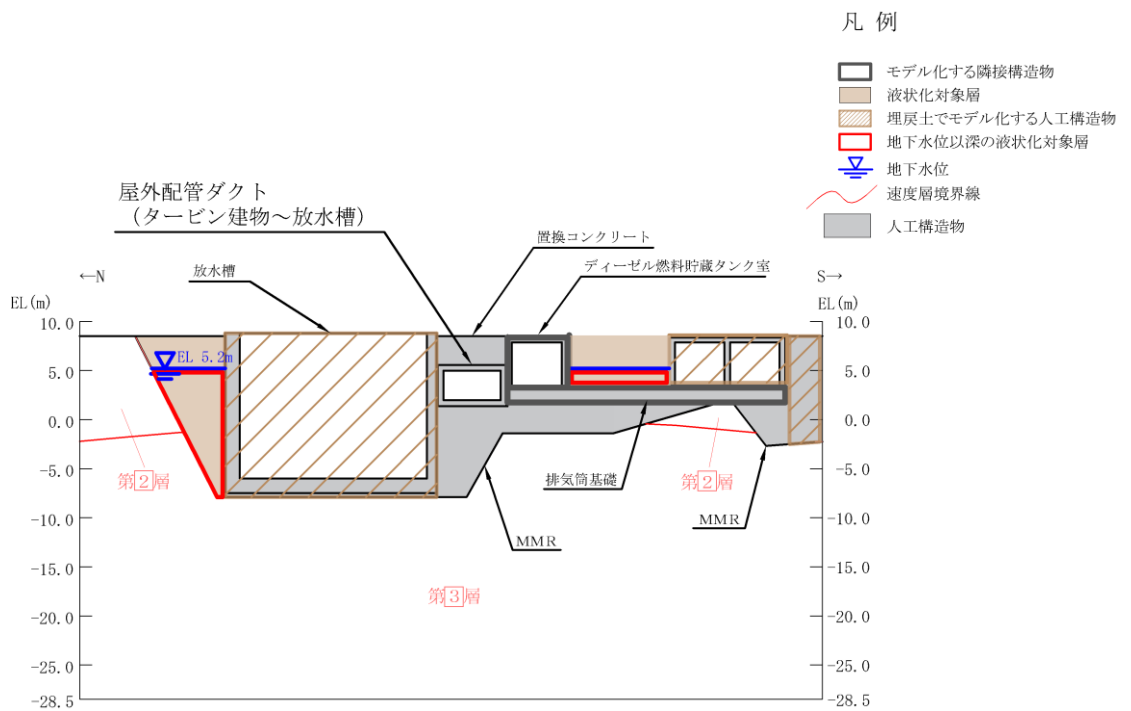 凡 例
モデル化する隣接構造物
液状化対象層
埋戻土でモデル化する人工構造物
地下水位以深の液状化対象層
地下水位
速度層境界線
人工構造物
屋外配管ダクト
（タービン建物～放水槽）
置換コンクリート
放水槽
ディーゼル燃料貯蔵タンク室
←N
S→
EL(m)
EL(m)
10.0
10.0
EL 5.2m
5.0
5.0
0.0
0.0
-5.0
-5.0
第2層
排気筒基礎
第2層
-10.0
-10.0
MMR
MMR
-15.0
-15.0
第3層
-20.0
-20.0
-25.0
-25.0
-28.5
-28.5